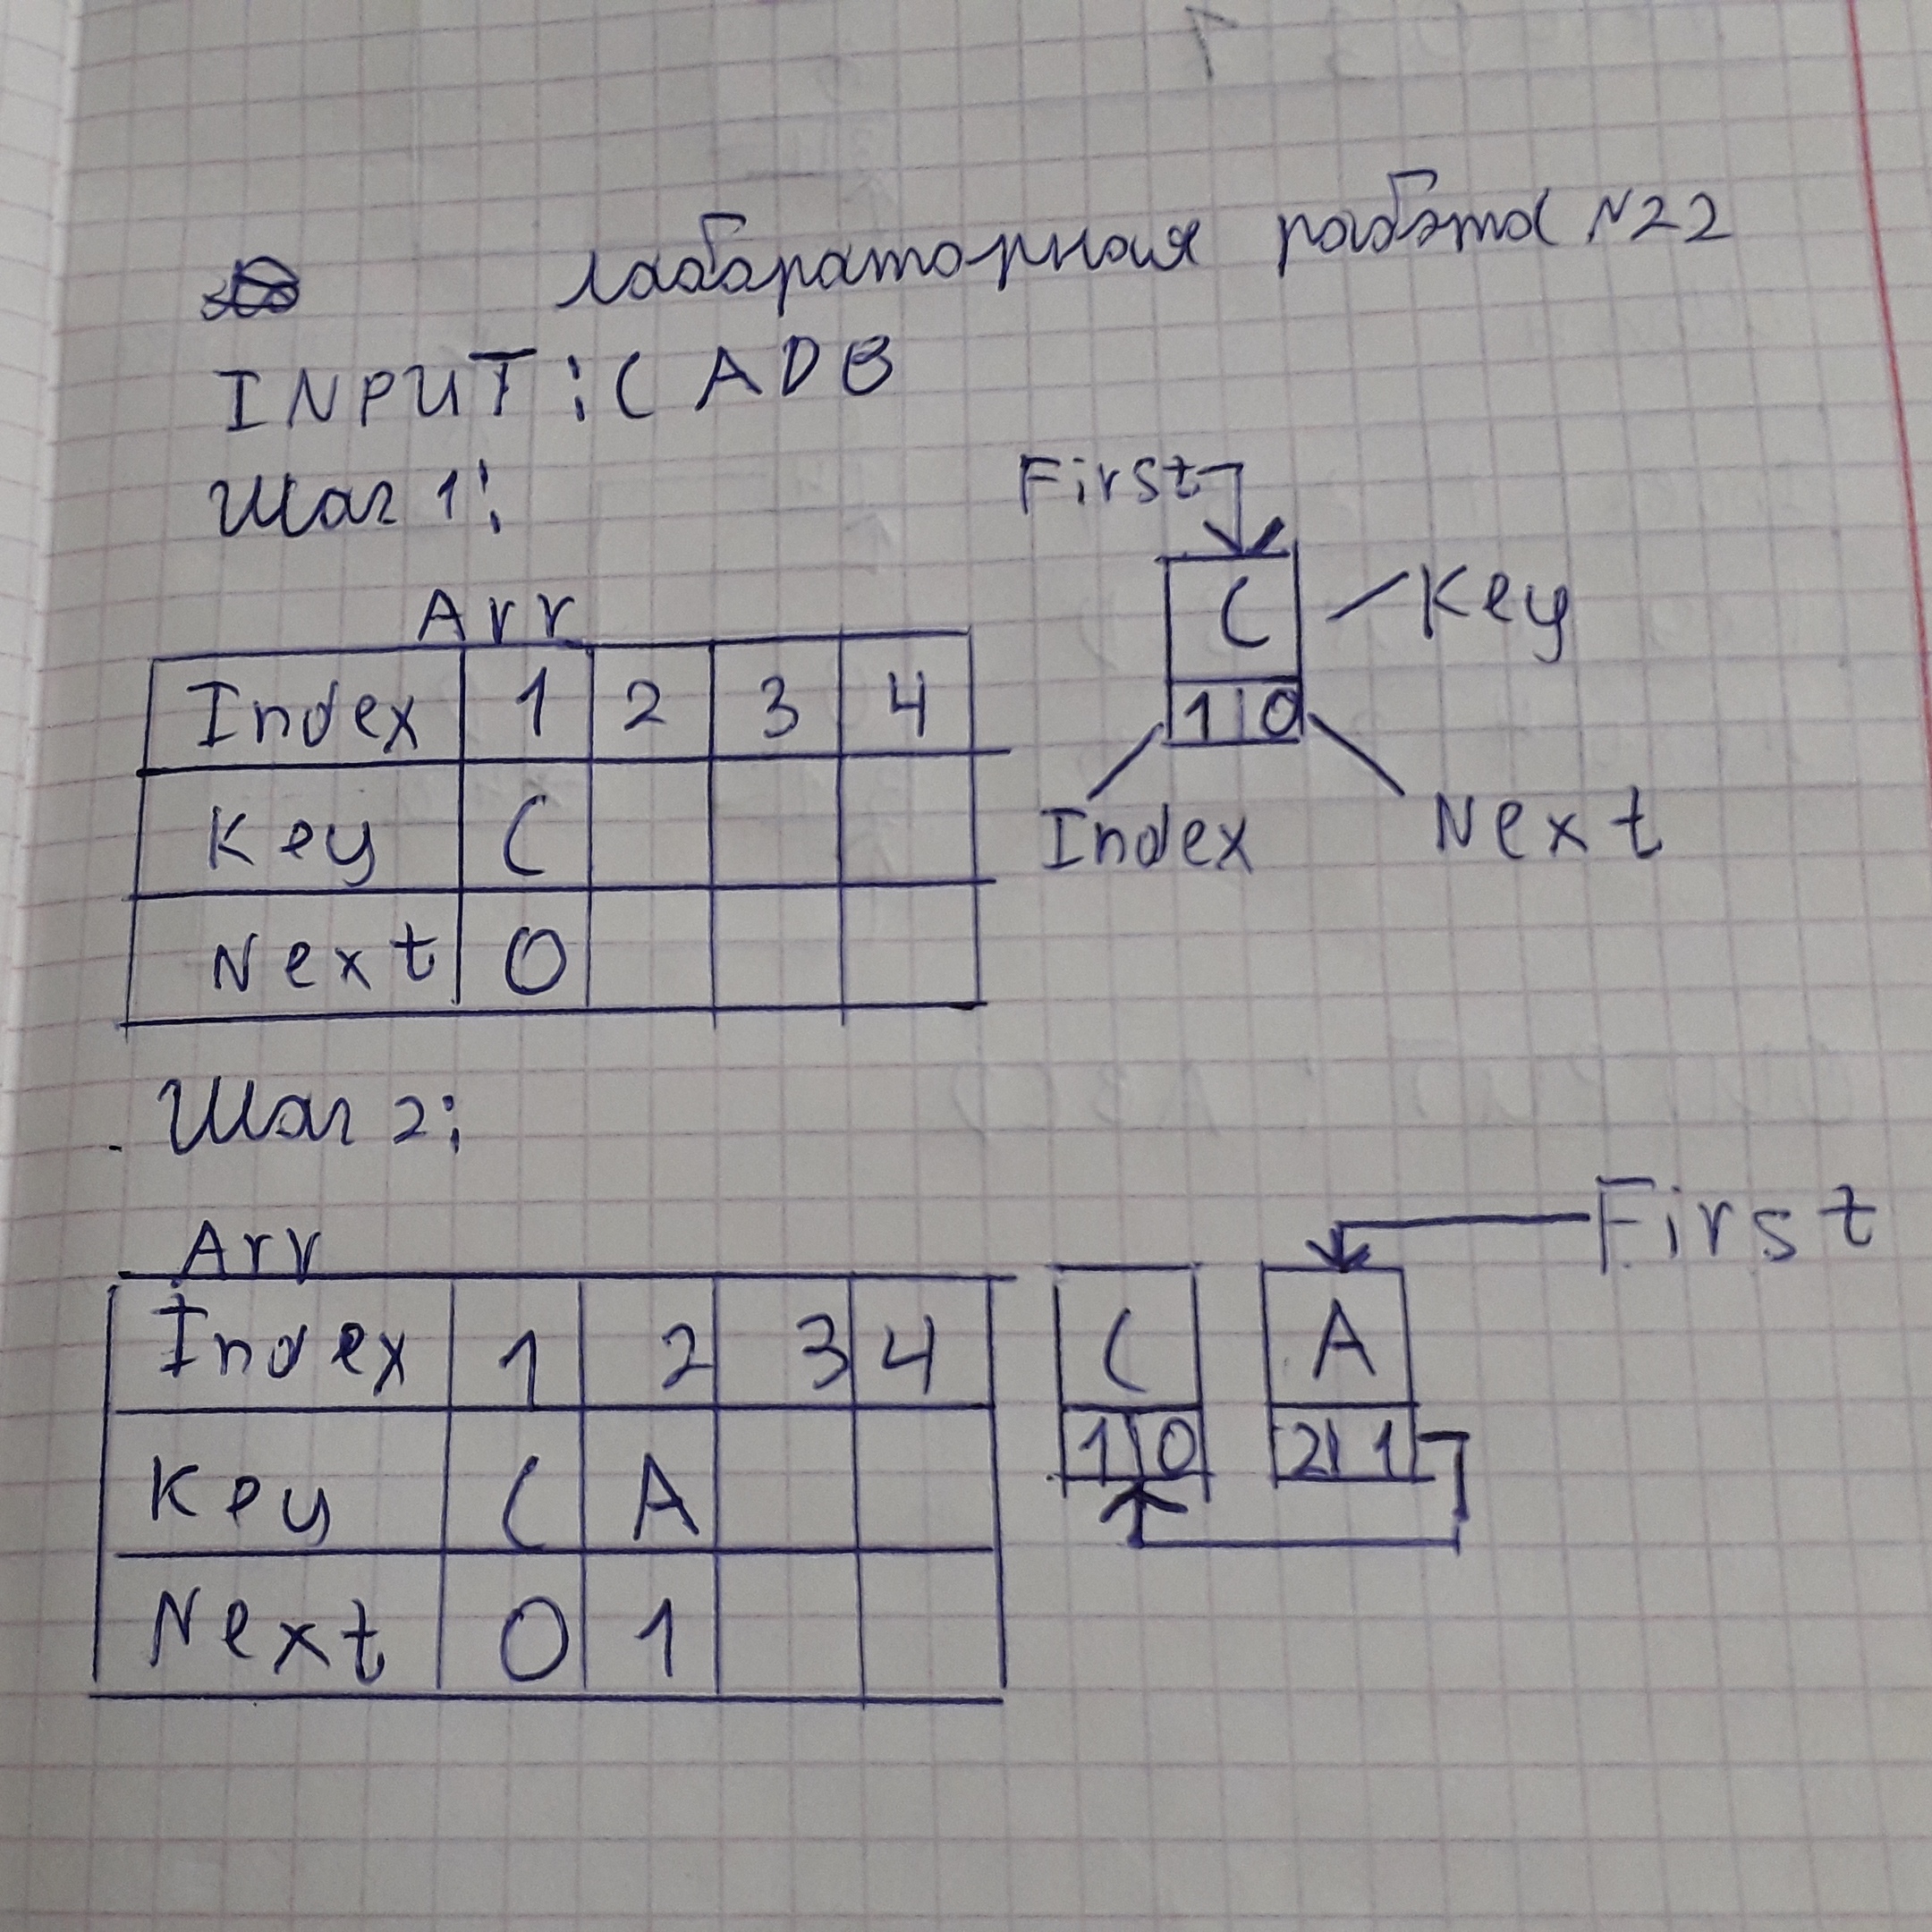 лабораторная работа №22
INPUT: C A D B
Шаг 1:
First
Arr
C Key
Index 1 2 3 4
1 0
Key C
Index Next
Next 0
Шаг 2:
First
Arr
Index 1 2 3 4
C A
Key C A
1 0 2 1
Next 0 1